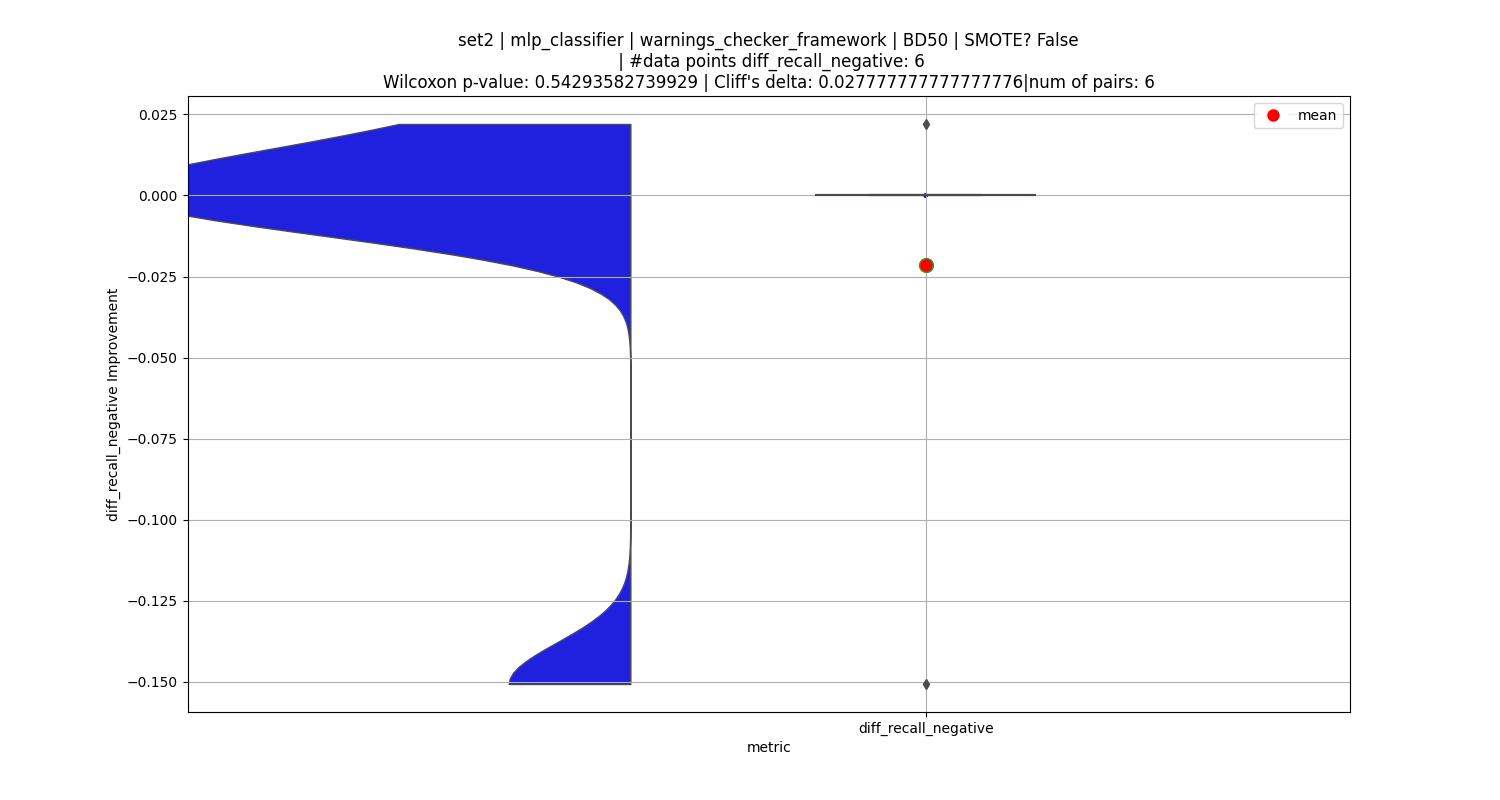 set2 | mlp_classifier | warnings_checker_framework | BD50 | SMOTE? False
| #data points diff_recall_negative: 6
Wilcoxon p-value: 0.54293582739929 | Cliff's delta: 0.027777777777777776|num of pairs: 6
mean
0.025
0.000
−0.025
−0.050
−0.075
−0.100
−0.125
−0.150
diff_recall_negative Improvement
diff_recall_negative
metric